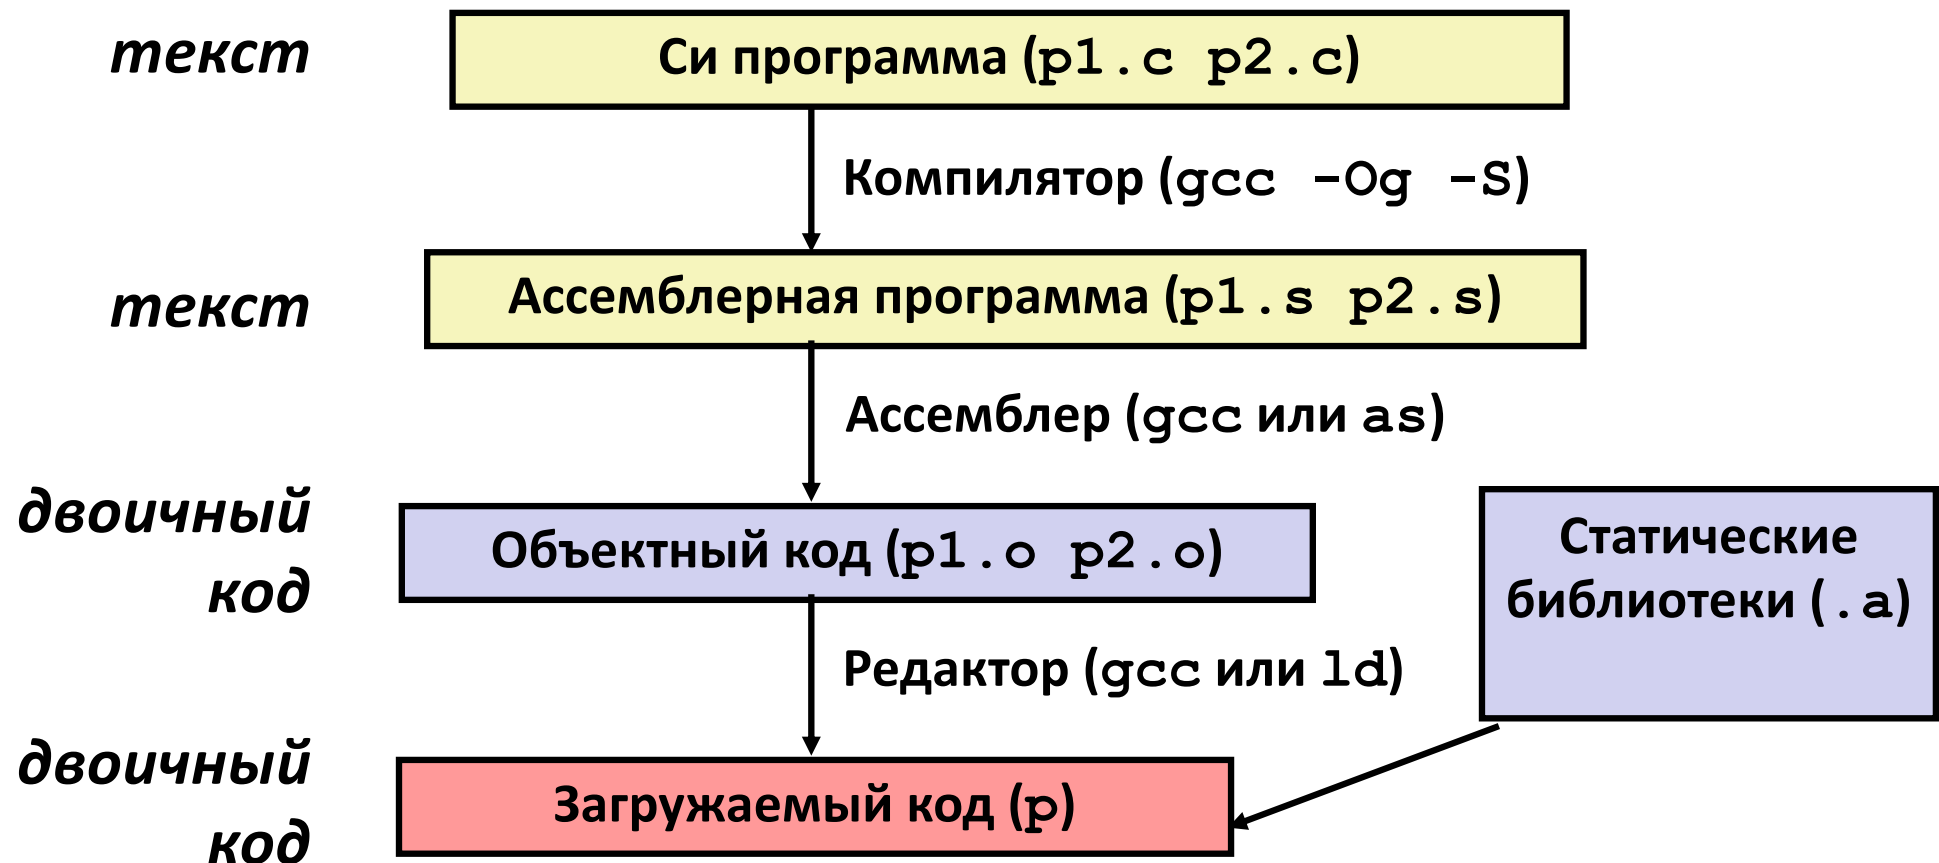 текст
Си программа (p1.c p2.c)
Компилятор (gcc -Og -S)
текст
Ассемблерная программа (p1.s p2.s)
Ассемблер (gcc или as)
двоичный
код
Объектный код (p1.o p2.o)
Статические
библиотеки (.a)
Редактор (gcc или ld)
двоичный
код
Загружаемый код (p)